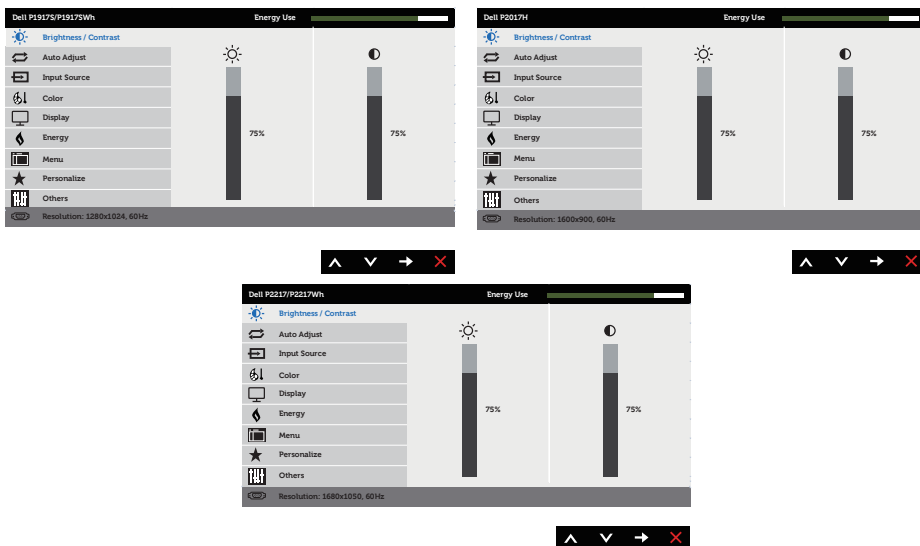 Dell P1917S/P1917SWh Energy Use
Brightness / Contrast
Auto Adjust
Input Source
Color
Display
Energy
75% 75%
Menu
Personalize
Others
Resolution: 1280x1024, 60Hz
Dell P2017H Energy Use
Brightness / Contrast
Auto Adjust
Input Source
Color
Display
Energy
75% 75%
Menu
Personalize
Others
Resolution: 1600x900, 60Hz
Dell P2217/P2217Wh Energy Use
Brightness / Contrast
Auto Adjust
Input Source
Color
Display
Energy
75% 75%
Menu
Personalize
Others
Resolution: 1680x1050, 60Hz